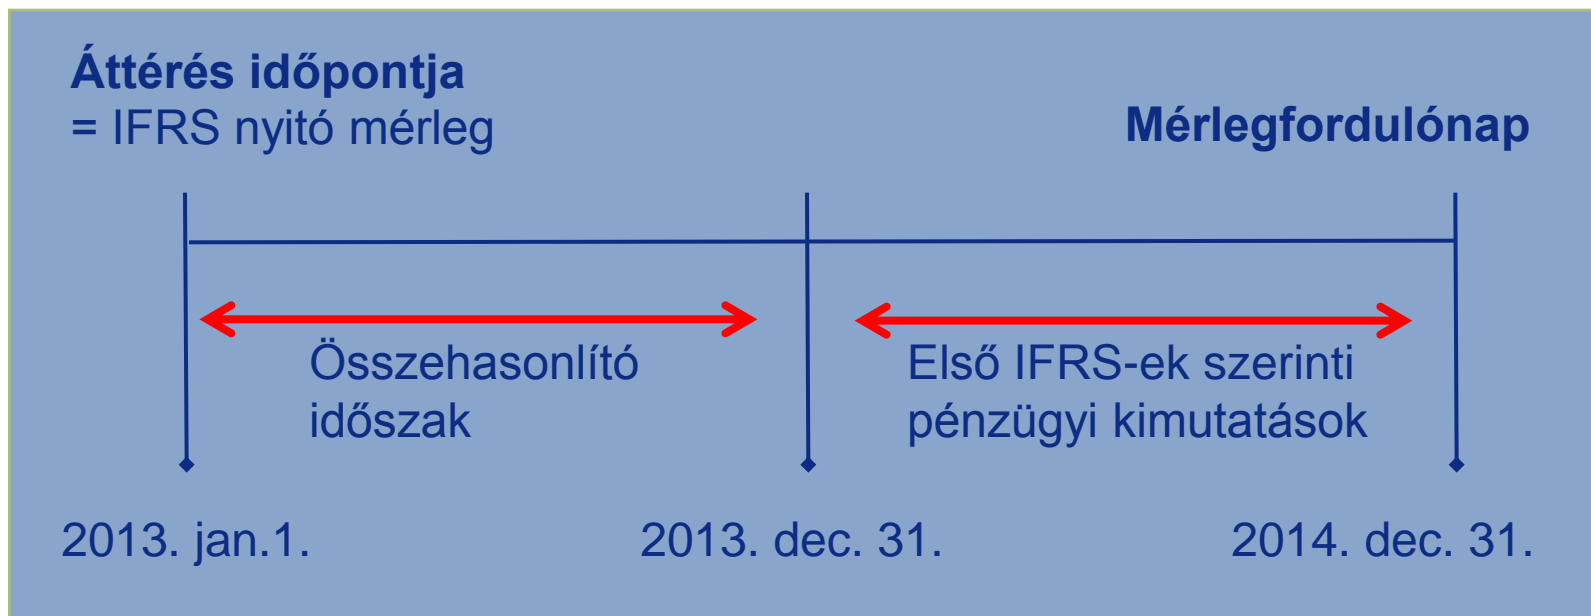 Áttérés időpontja
= IFRS nyitó mérleg
Mérlegfordulónap
Összehasonlító
időszak
Első IFRS-ek szerinti
pénzügyi kimutatások
2013. jan.1.
2013. dec. 31.
2014. dec. 31.